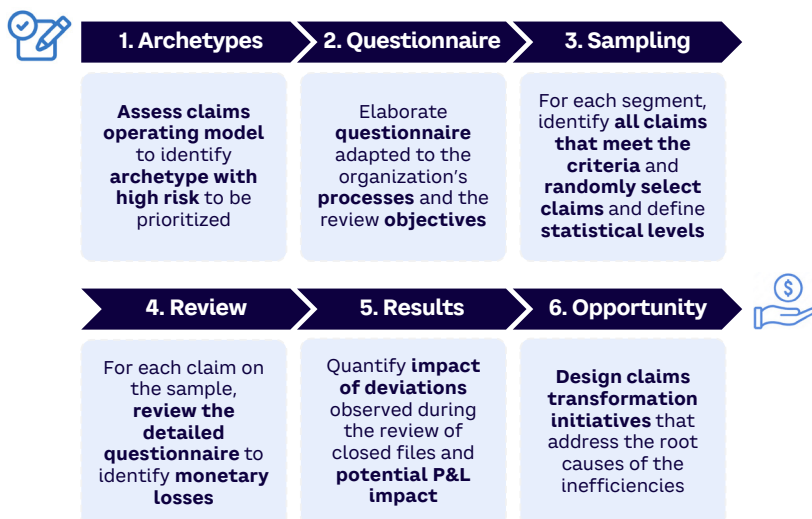 1. Archetypes
2. Questionnaire
3. Sampling
Assess claims
operating model
to identify
archetype with
high risk to be
prioritized
Elaborate
questionnaire
adapted to the
organization's
processes and the
review objectives
For each segment,
identify all claims
that meet the
criteria and
randomly select
claims and define
statistical levels
4. Review
5. Results
6. Opportunity
For each claim on
the sample,
review the
detailed
questionnaire to
identify monetary
losses
Quantify impact
of deviations
observed during
the review of
closed files and
potential P&L
impact
Design claims
transformation
initiatives that
address the root
causes of the
inefficiencies
$